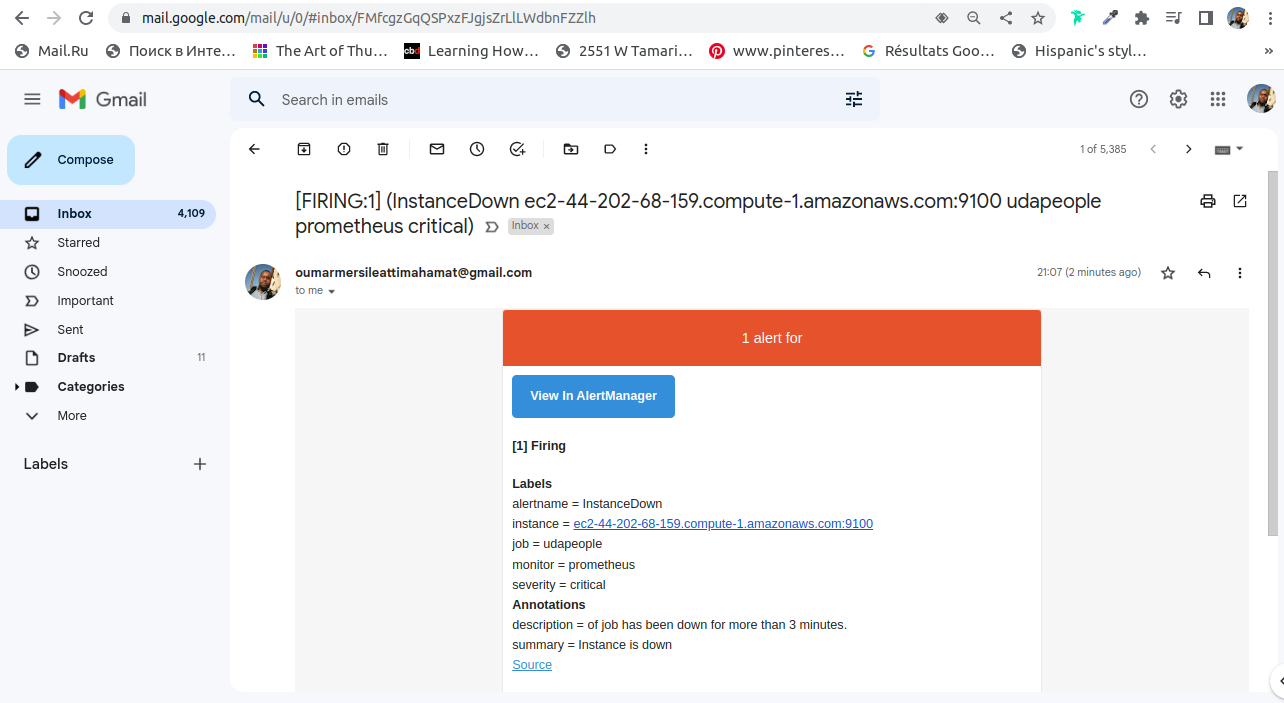 mail.google.com/mail/u/0/#inbox/FMfcgzGqQSPxzFJgjsZrLlLWdbnFZZlh
Mail.Ru Поиск в Инте... The Art of Thu... cbd Learning How... 2551 W Tamari... www.pinteres... G Résultats Goo... Hispanic's styl... »
Gmail
Search in emails
Compose
1 of 5,385
Inbox 4,109
Starred
Snoozed
Important
Sent
Drafts 11
Categories
More
Labels
[FIRING:1] (InstanceDown ec2-44-202-68-159.compute-1.amazonaws.com:9100 udapeople
prometheus critical) Inbox ×
oumarmersileattimahamat@gmail.com 21:07 (2 minutes ago)
to me
1 alert for
View In AlertManager
[1] Firing
Labels
alertname = InstanceDown
instance = ec2-44-202-68-159.compute-1.amazonaws.com:9100
job = udapeople
monitor = prometheus
severity = critical
Annotations
description = of job has been down for more than 3 minutes.
summary = Instance is down
Source